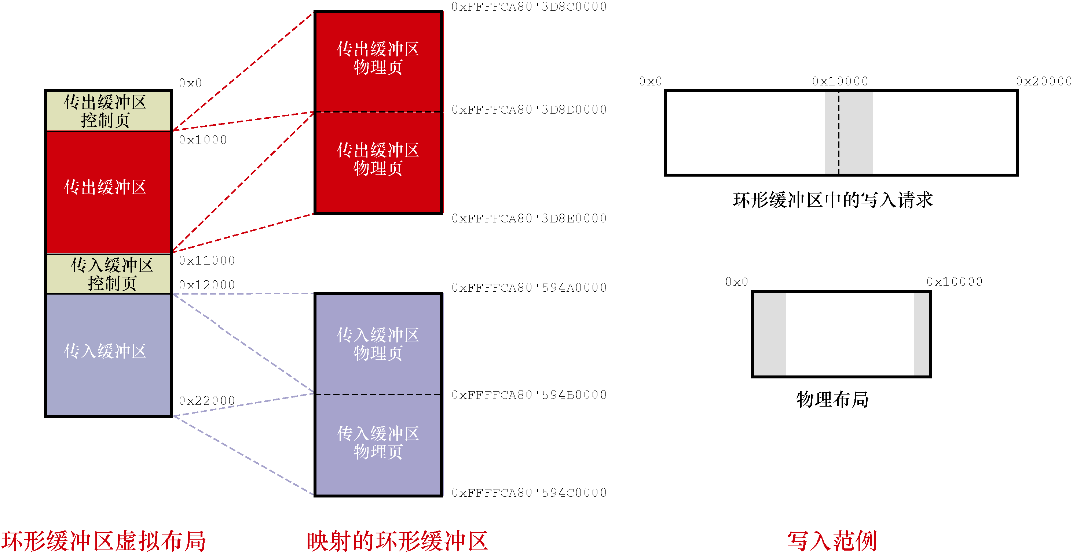 0x0
传出缓冲区
控制页
0x1000
传出缓冲区
0x11000
传入缓冲区
控制页
0x12000
传入缓冲区
0x22000
环形缓冲区虚拟布局
0xFFFFCA80'3D8C0000
传出缓冲区
物理页
0xFFFFCA80'3D8D0000
传出缓冲区
物理页
0xFFFFCA80'3D8E0000
0xFFFFCA80'594A0000
传入缓冲区
物理页
0xFFFFCA80'594B0000
传入缓冲区
物理页
0xFFFFCA80'594C0000
映射的环形缓冲区
0x0 0x10000 0x20000
环形缓冲区中的写入请求
0x0 0x10000
物理布局
写入范例